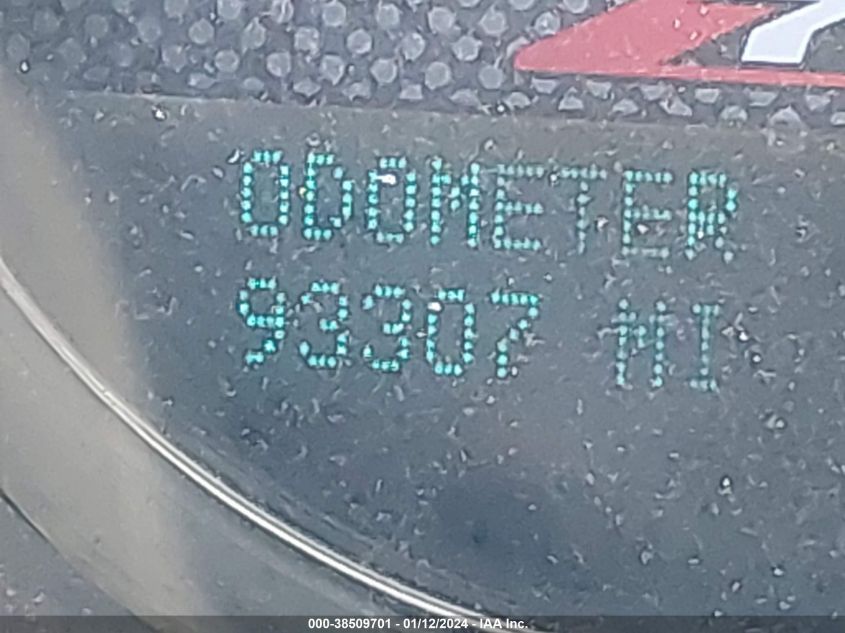 ODOMETER
93307 MI
000-38509701 - 01/12/2024 - IAA Inc.